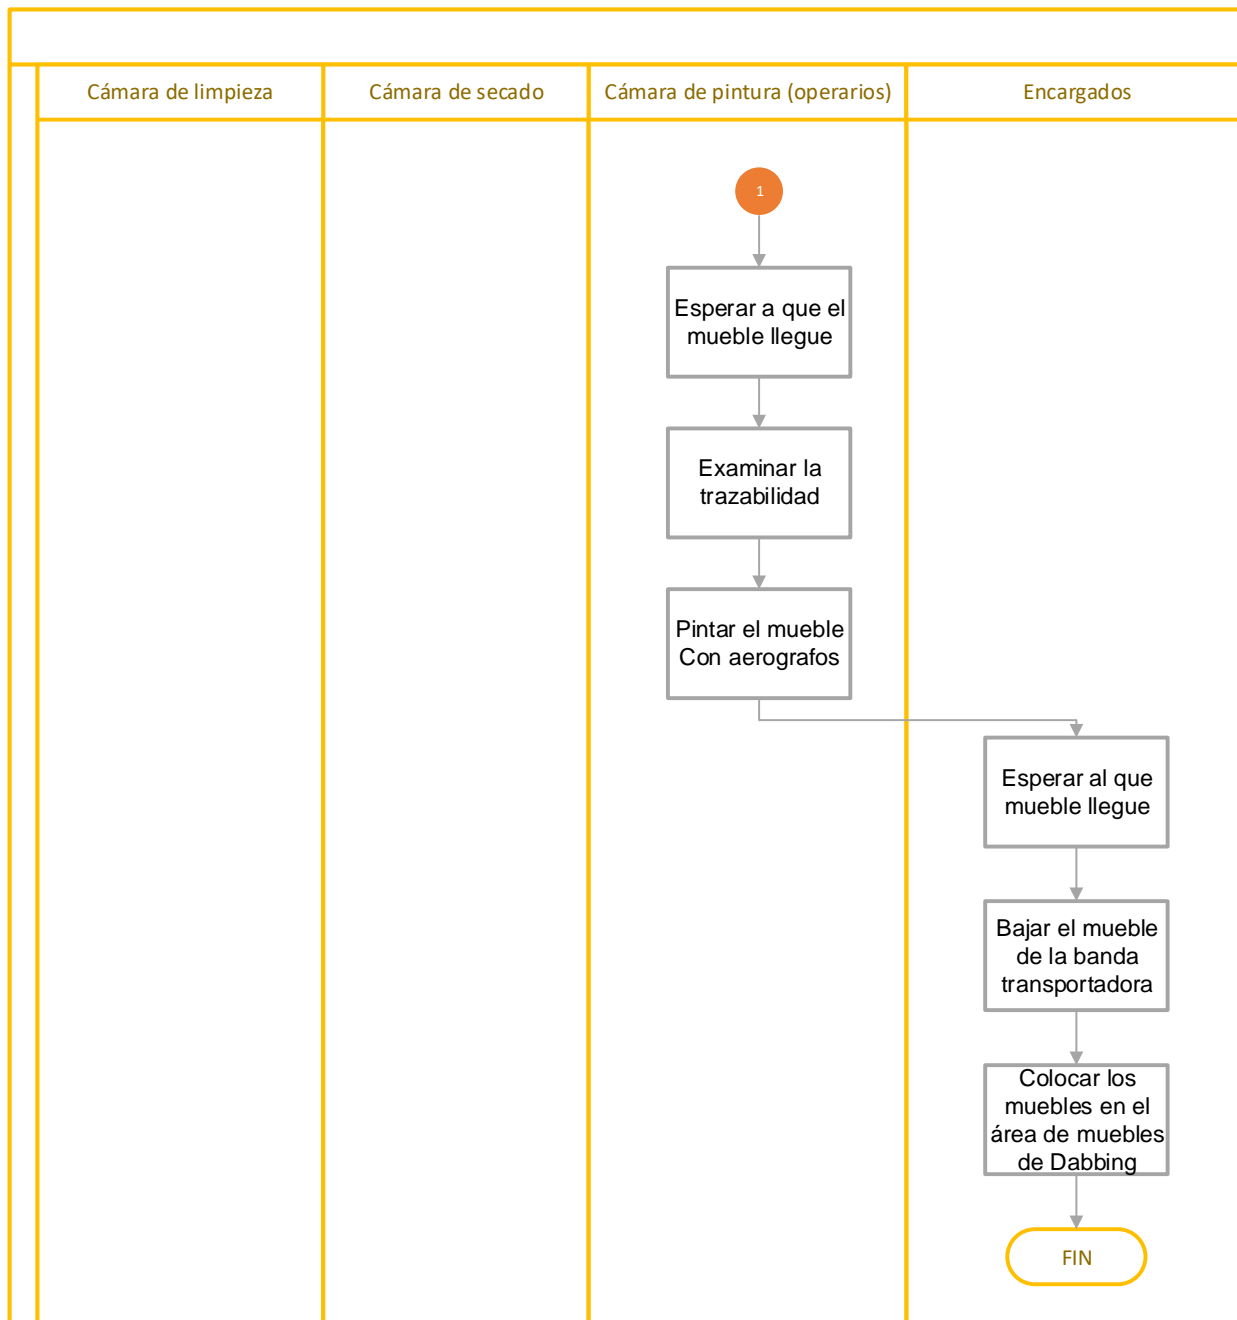 Cámara de limpieza
Cámara de secado
Cámara de pintura (operarios)
Encargados
1
Esperar a que el
mueble llegue
Examinar la
trazabilidad
Pintar el mueble
Con aerografos
Esperar al que
mueble llegue
Bajar el mueble
de la banda
transportadora
Colocar los
muebles en el
área de muebles
de Dabbing
FIN